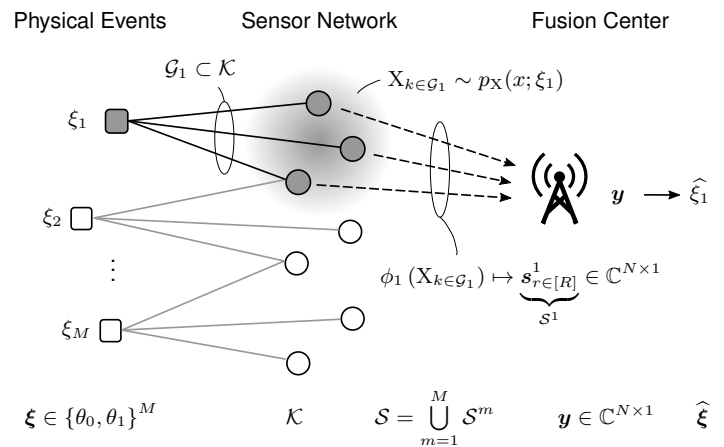 Physical Events Sensor Network Fusion Center
𝒢₁ ⊂ 𝒦
X_{k∈𝒢₁} ∼ p_X(x; ξ₁)
ξ₁
ξ₂
y ⟶ ξ̂₁
⋮
ϕ₁ (X_{k∈𝒢₁}) ↦ s¹_{r∈[R]} ∈ ℂ^{N×1}
𝒮¹
ξ_M
ξ ∈ {θ₀, θ₁}^M 𝒦 𝒮 = ⋃_{m=1}^{M} 𝒮^m y ∈ ℂ^{N×1} ξ̂